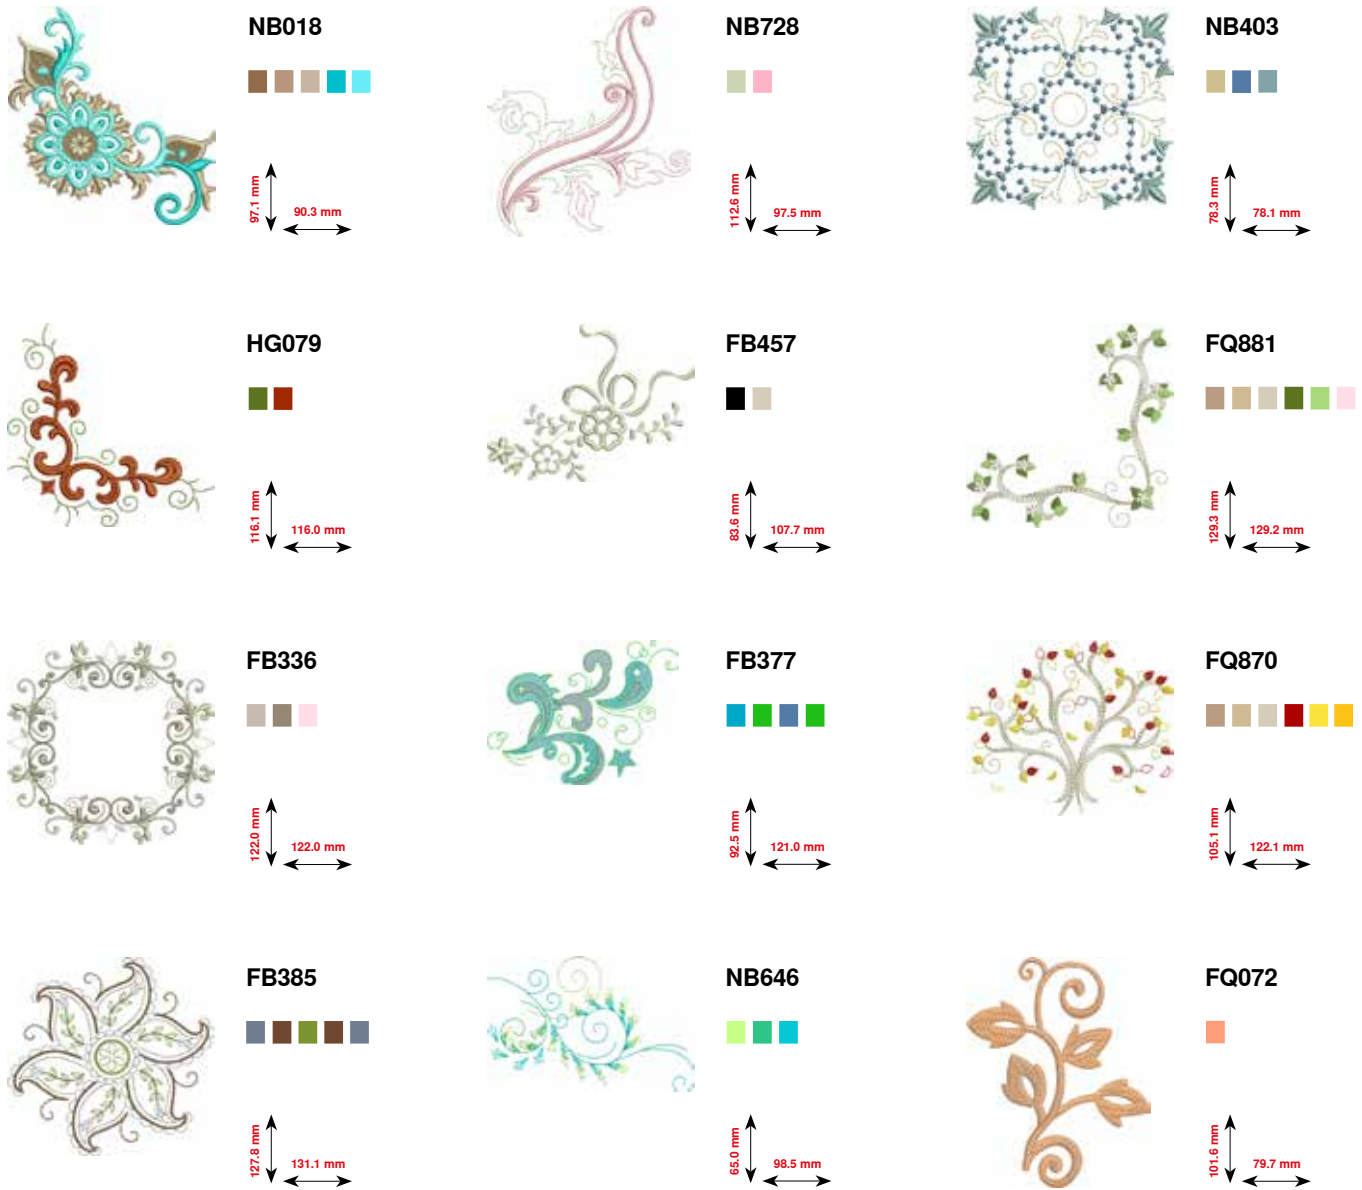 NB018
97.1 mm
90.3 mm
NB728
112.6 mm
97.5 mm
NB403
78.3 mm
78.1 mm
HG079
116.1 mm
116.0 mm
FB457
83.6 mm
107.7 mm
FQ881
129.3 mm
129.2 mm
FB336
122.0 mm
122.0 mm
FB377
92.5 mm
121.0 mm
FQ870
105.1 mm
122.1 mm
FB385
127.8 mm
131.1 mm
NB646
65.0 mm
98.5 mm
FQ072
101.6 mm
79.7 mm